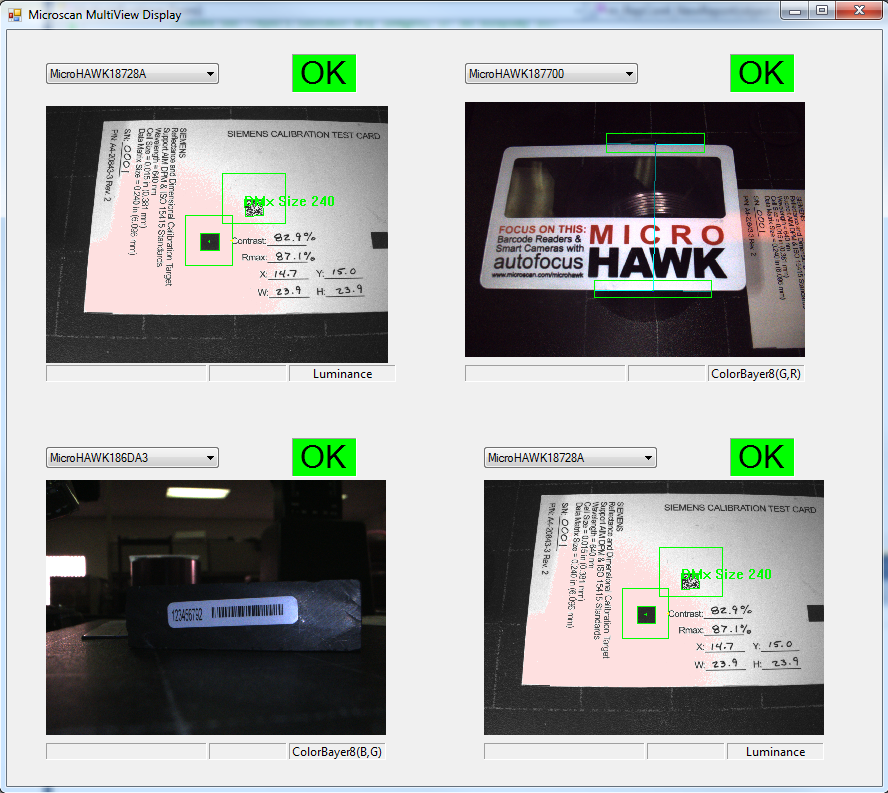 Microscan MultiView Display
MicroHAWK18728A
OK
SIEMENS CALIBRATION TEST CARD
SIEMENS
Reflectance and Dimensional Calibration Target
Support AIM DPM & ISO 15415 Standards
Wavelength = 640 nm
Cell Size = 0.015 in (0.381 mm)
Data Matrix Size = 0.240 in (6.096 mm)
S/N: 0001
P/N: A4-20843-3 Rev. 2
DMx Size 240
Contrast: 82.9%
Rmax: 87.1%
X: 14.7 Y: 15.0
W: 23.9 H: 23.9
Luminance
MicroHAWK187700
OK
FOCUS ON THIS:
Barcode Readers &
Smart Cameras with
autofocus
www.microscan.com/microhawk
MICRO
HAWK
ColorBayer8(G,R)
MicroHAWK186DA3
OK
123456792
ColorBayer8(B,G)
MicroHAWK18728A
OK
SIEMENS CALIBRATION TEST CARD
SIEMENS
Reflectance and Dimensional Calibration Target
Support AIM DPM & ISO 15415 Standards
Wavelength = 640 nm
Cell Size = 0.015 in (0.381 mm)
Data Matrix Size = 0.240 in (6.096 mm)
S/N: 0001
P/N: A4-20843-3 Rev. 2
DMx Size 240
Contrast: 82.9%
Rmax: 87.1%
X: 14.7 Y: 15.0
W: 23.9 H: 23.9
Luminance